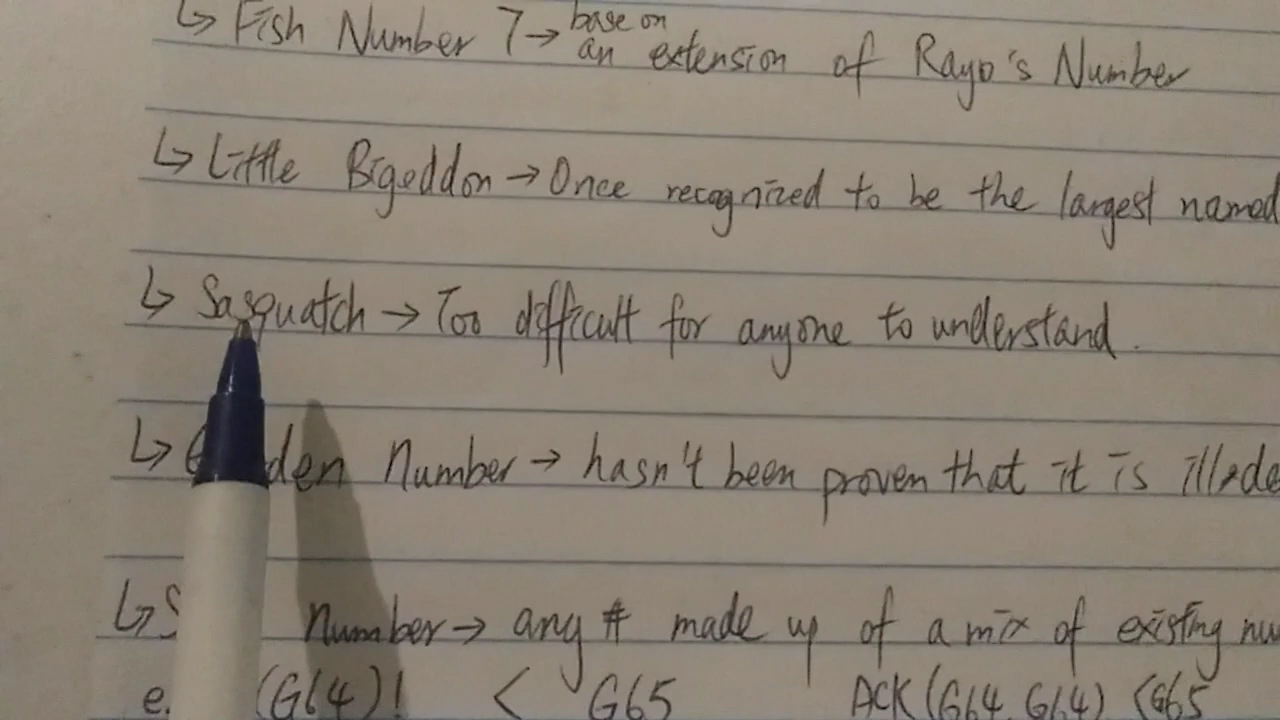 ↳ Fish Number 7 → base on an extension of Rayo's Number
↳ Little Bigeddon → Once recognized to be the largest named
↳ Sasquatch → Too difficult for anyone to understand.
↳ Number → hasn't been proven that it is
↳ Number → any # made up of a mix of existing
(G64)! < G65 ACK (G64, G64) < G65